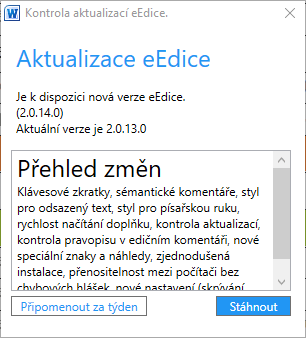 Kontrola aktualizací eEdice.
Aktualizace eEdice
Je k dispozici nová verze eEdice.
(2.0.14.0)
Aktuální verze je 2.0.13.0
Přehled změn
Klávesové zkratky, sémantické komentáře, styl
pro odsazený text, styl pro písařskou ruku,
rychlost načítání doplňku, kontrola aktualizací,
kontrola pravopisu v edičním komentáři, nové
speciální znaky a náhledy, zjednodušená
instalace, přenositelnost mezi počítači bez
chybových hlášek, nové nastavení (skrývání
Připomenout za týden
Stáhnout